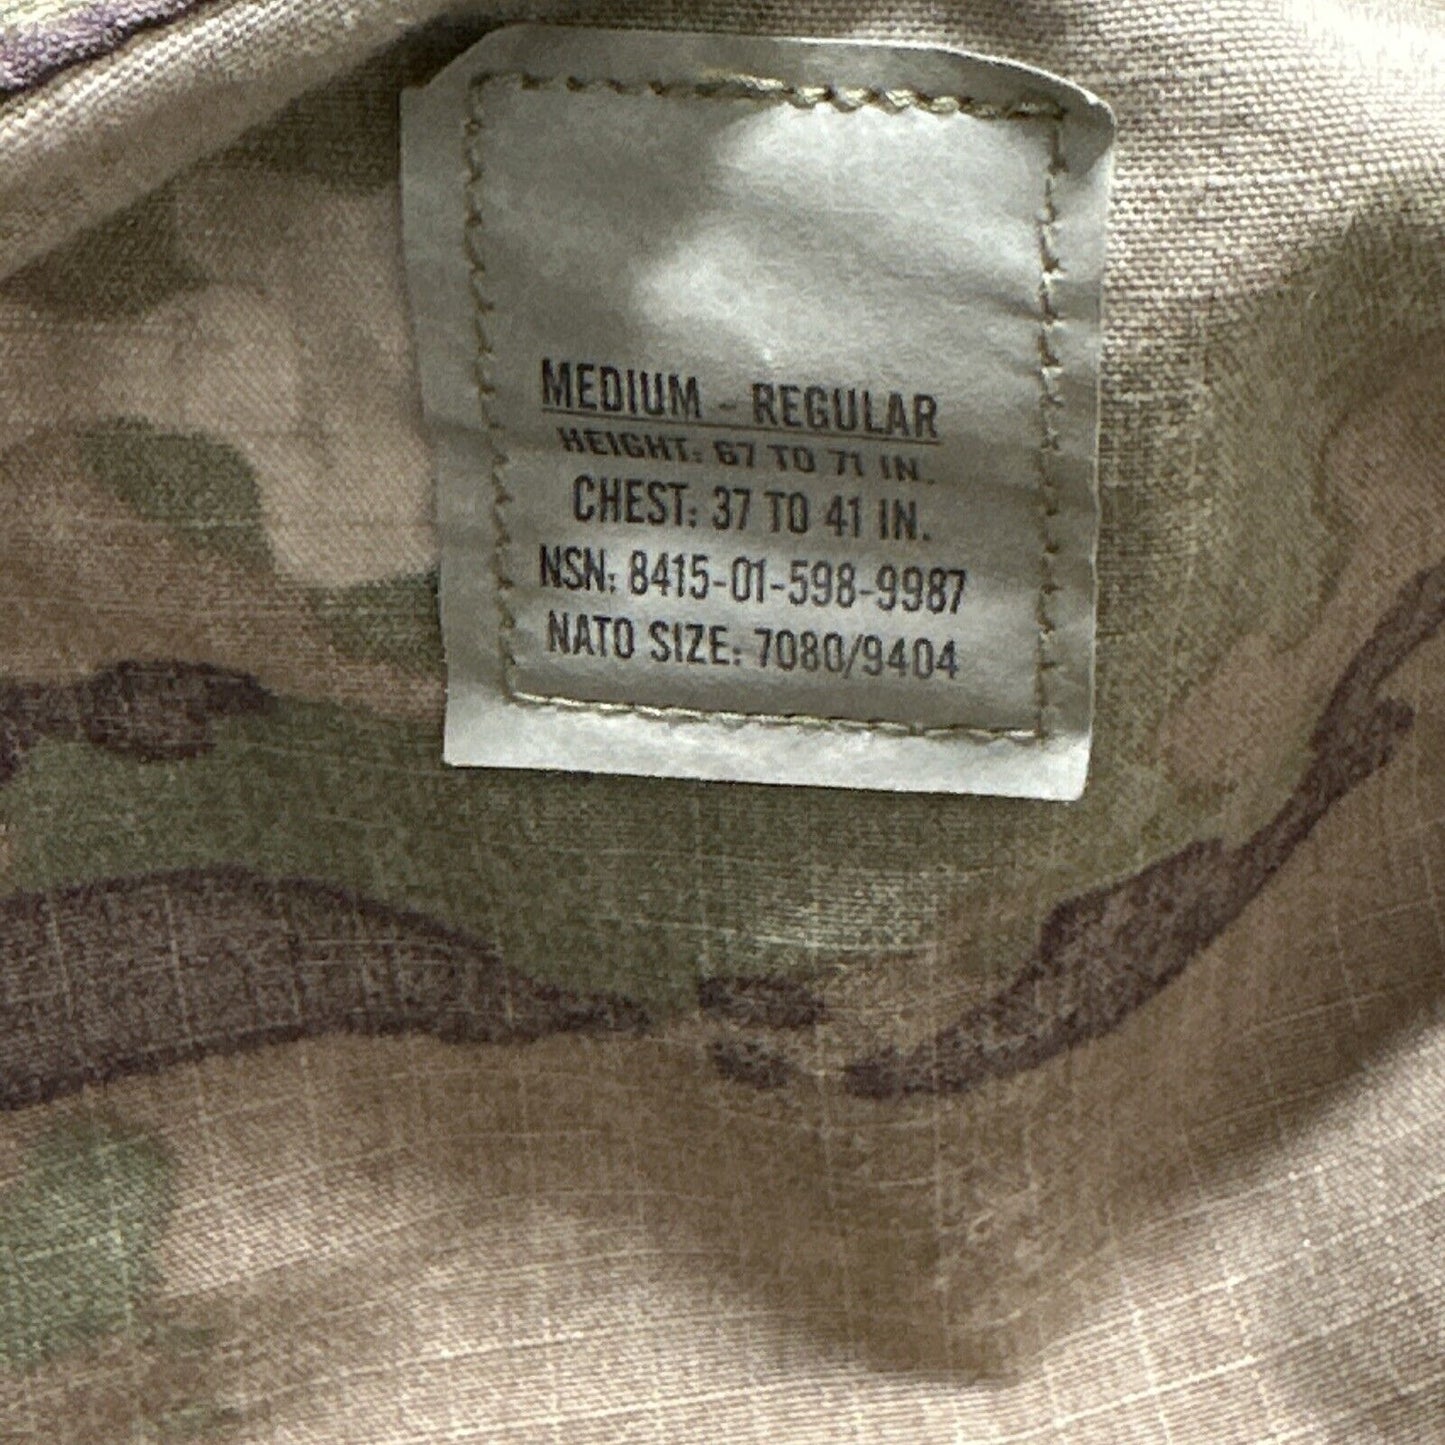 MEDIUM - REGULAR
HEIGHT: 67 TO 71 IN.
CHEST: 37 TO 41 IN.
NSN: 8415-01-598-9987
NATO SIZE: 7080/9404